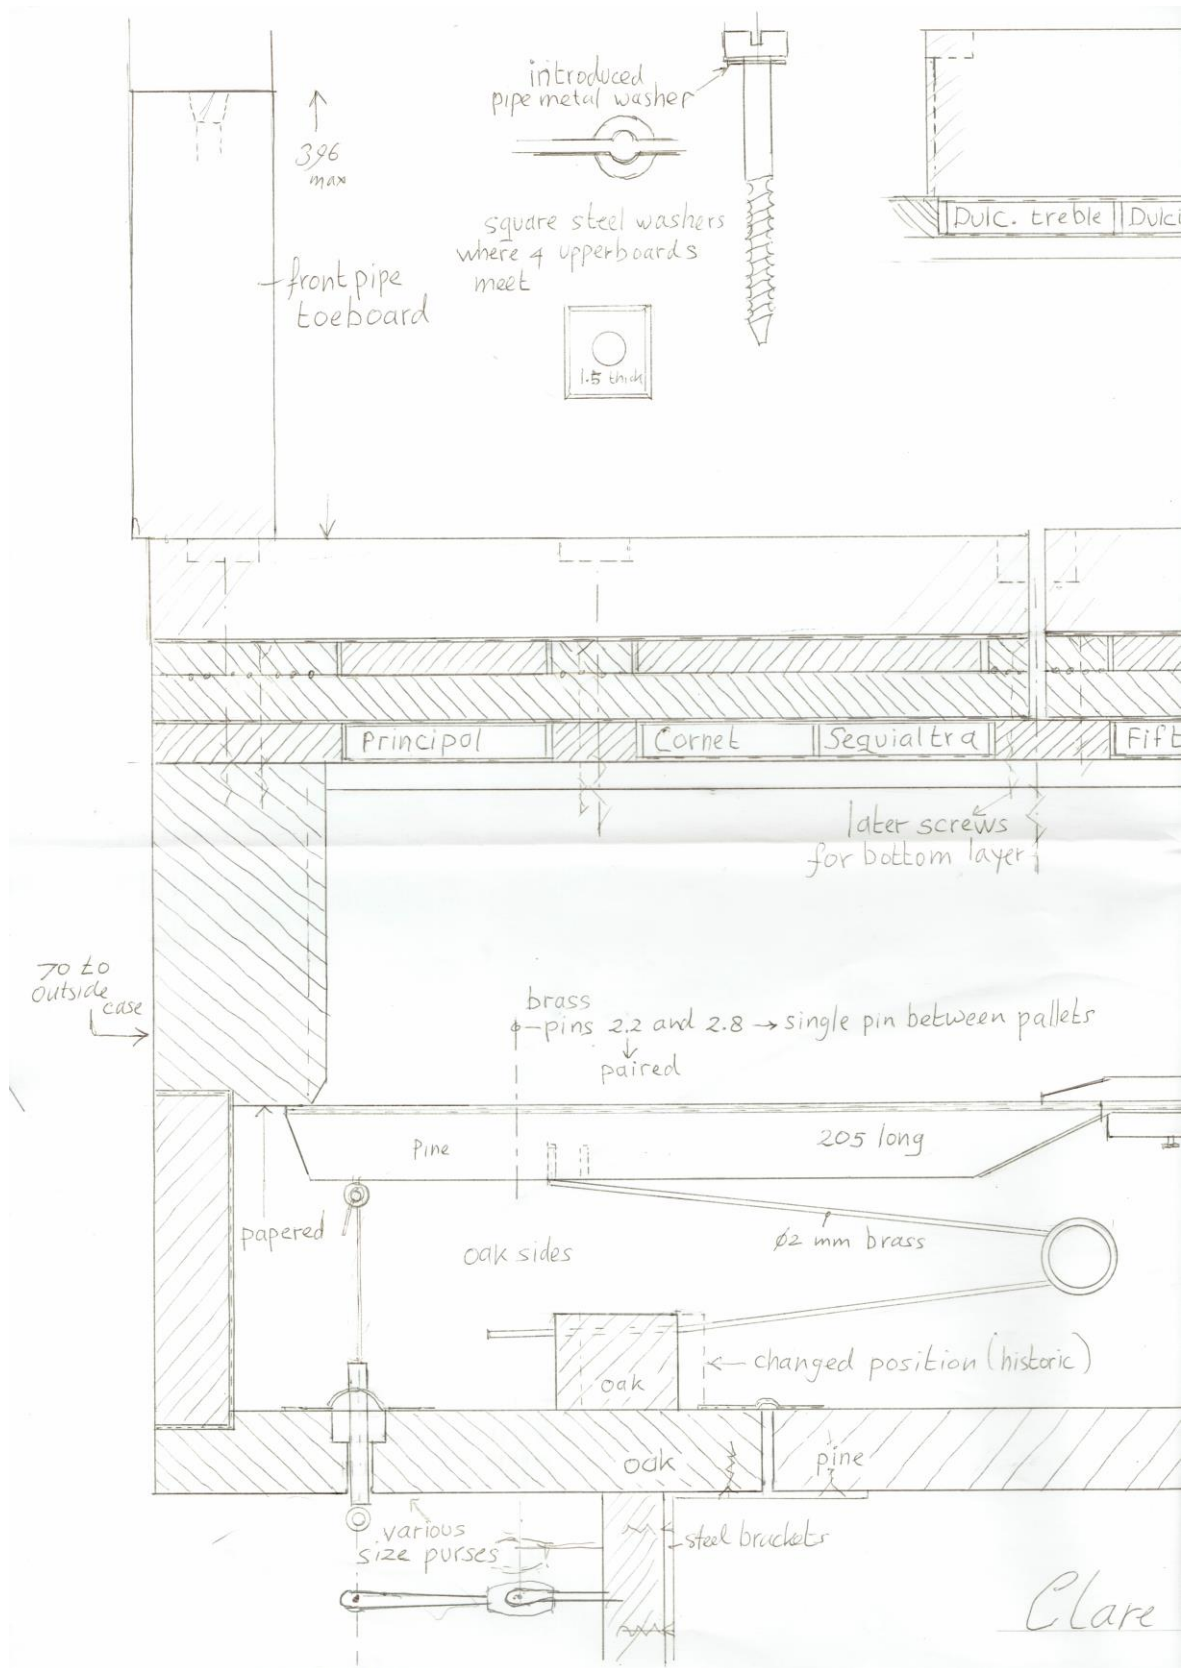 introduced
pipe metal washer
396
max
square steel washers
where 4 upperboards
meet
Dulc. treble
Dulci
front pipe
toeboard
1.5 thick
Principal
Cornet
Sequialtra
Fift
later screws
for bottom layer
70 to
outside
case
brass
pins 2.2 and 2.8 → single pin between pallets
paired
Pine
205 long
papered
oak sides
ø2 mm brass
changed position (historic)
oak
oak
pine
various
size purses
steel brackets
Clare